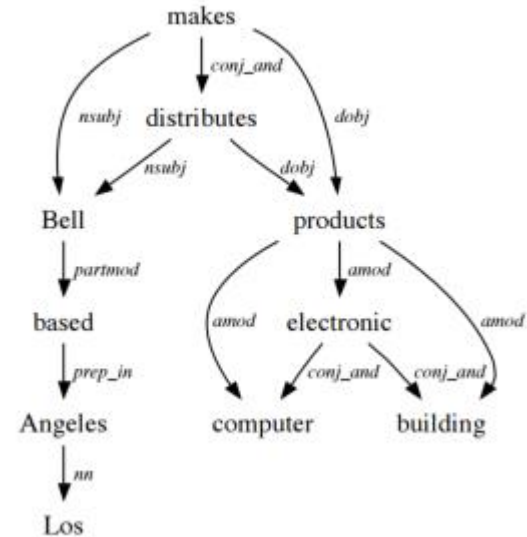 makes
conj_and
nsubj
distributes
dobj
nsubj
dobj
Bell
products
partmod
amod
based
amod
electronic
amod
prep_in
conj_and
conj_and
Angeles
computer
building
nn
Los